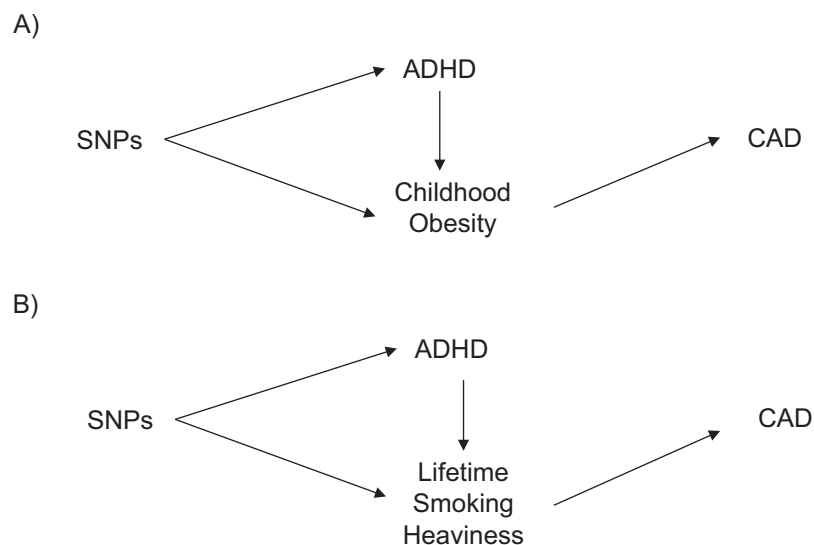 A)
ADHD
SNPs
CAD
Childhood
Obesity
B)
ADHD
SNPs
CAD
Lifetime
Smoking
Heaviness